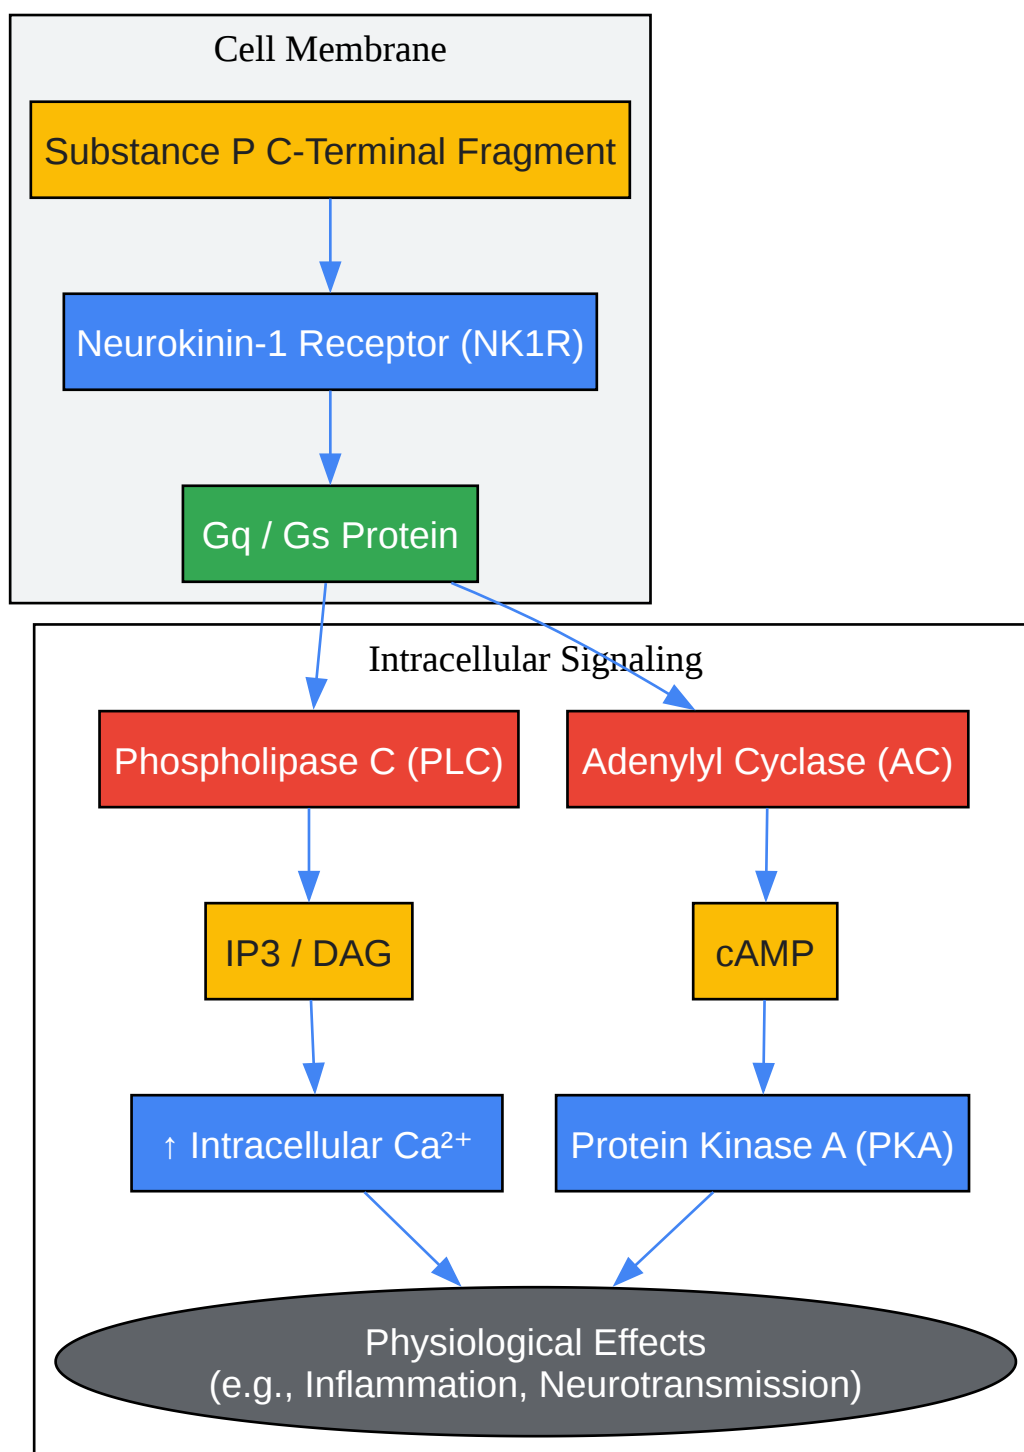 Cell Membrane
Substance P C-Terminal Fragment
Neurokinin-1 Receptor (NK1R)
Gq / Gs Protein
Intracellular Signaling
Phospholipase C (PLC)
Adenylyl Cyclase (AC)
IP3 / DAG
cAMP
↑ Intracellular Ca²⁺
Protein Kinase A (PKA)
Physiological Effects
(e.g., Inflammation, Neurotransmission)